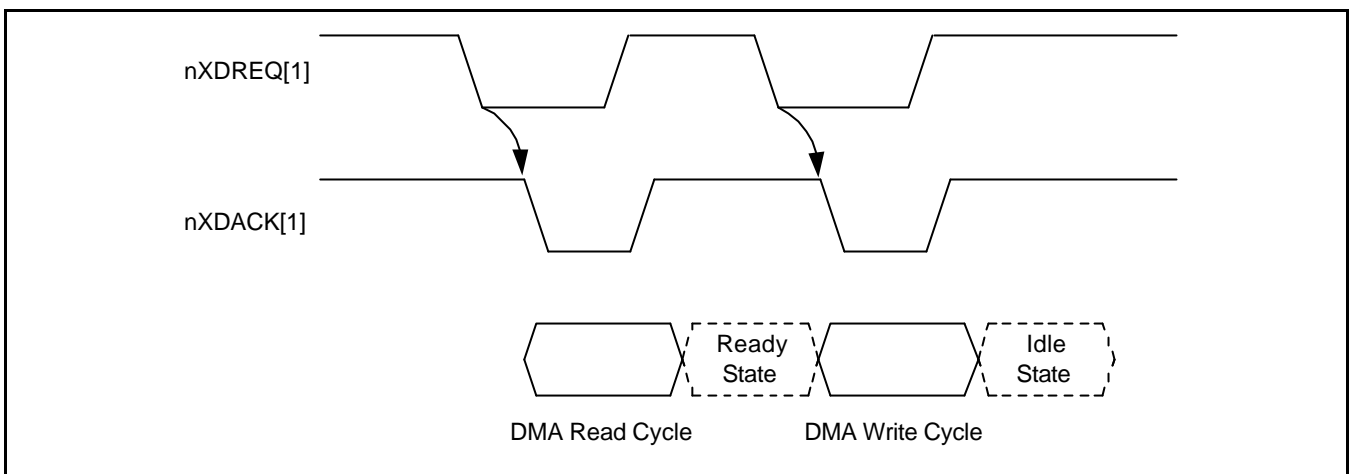 nXDREQ[1]
nXDACK[1]
Ready
State
Idle
State
DMA Read Cycle
DMA Write Cycle